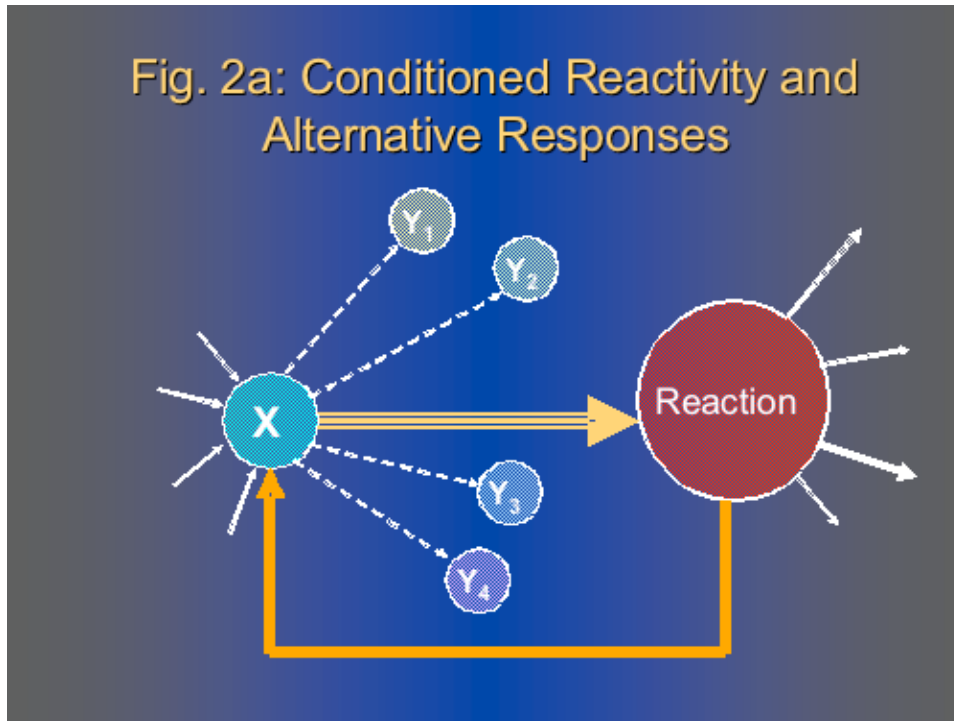 Fig. 2a: Conditioned Reactivity and
Alternative Responses
Y1
Y2
X
Reaction
Y3
Y4